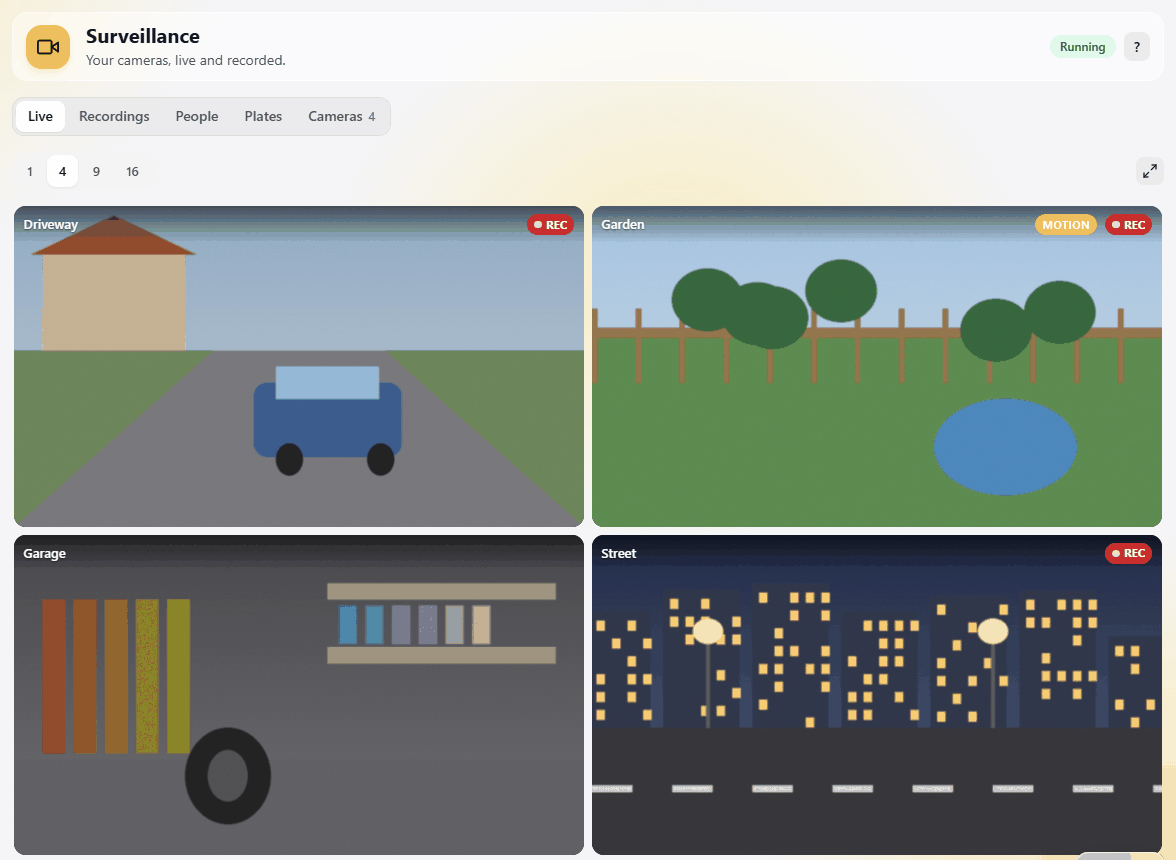 Surveillance
Your cameras, live and recorded.
Running
?
Live Recordings People Plates Cameras 4
1 4 9 16
Driveway
REC
Garden
MOTION
REC
Garage
Street
REC